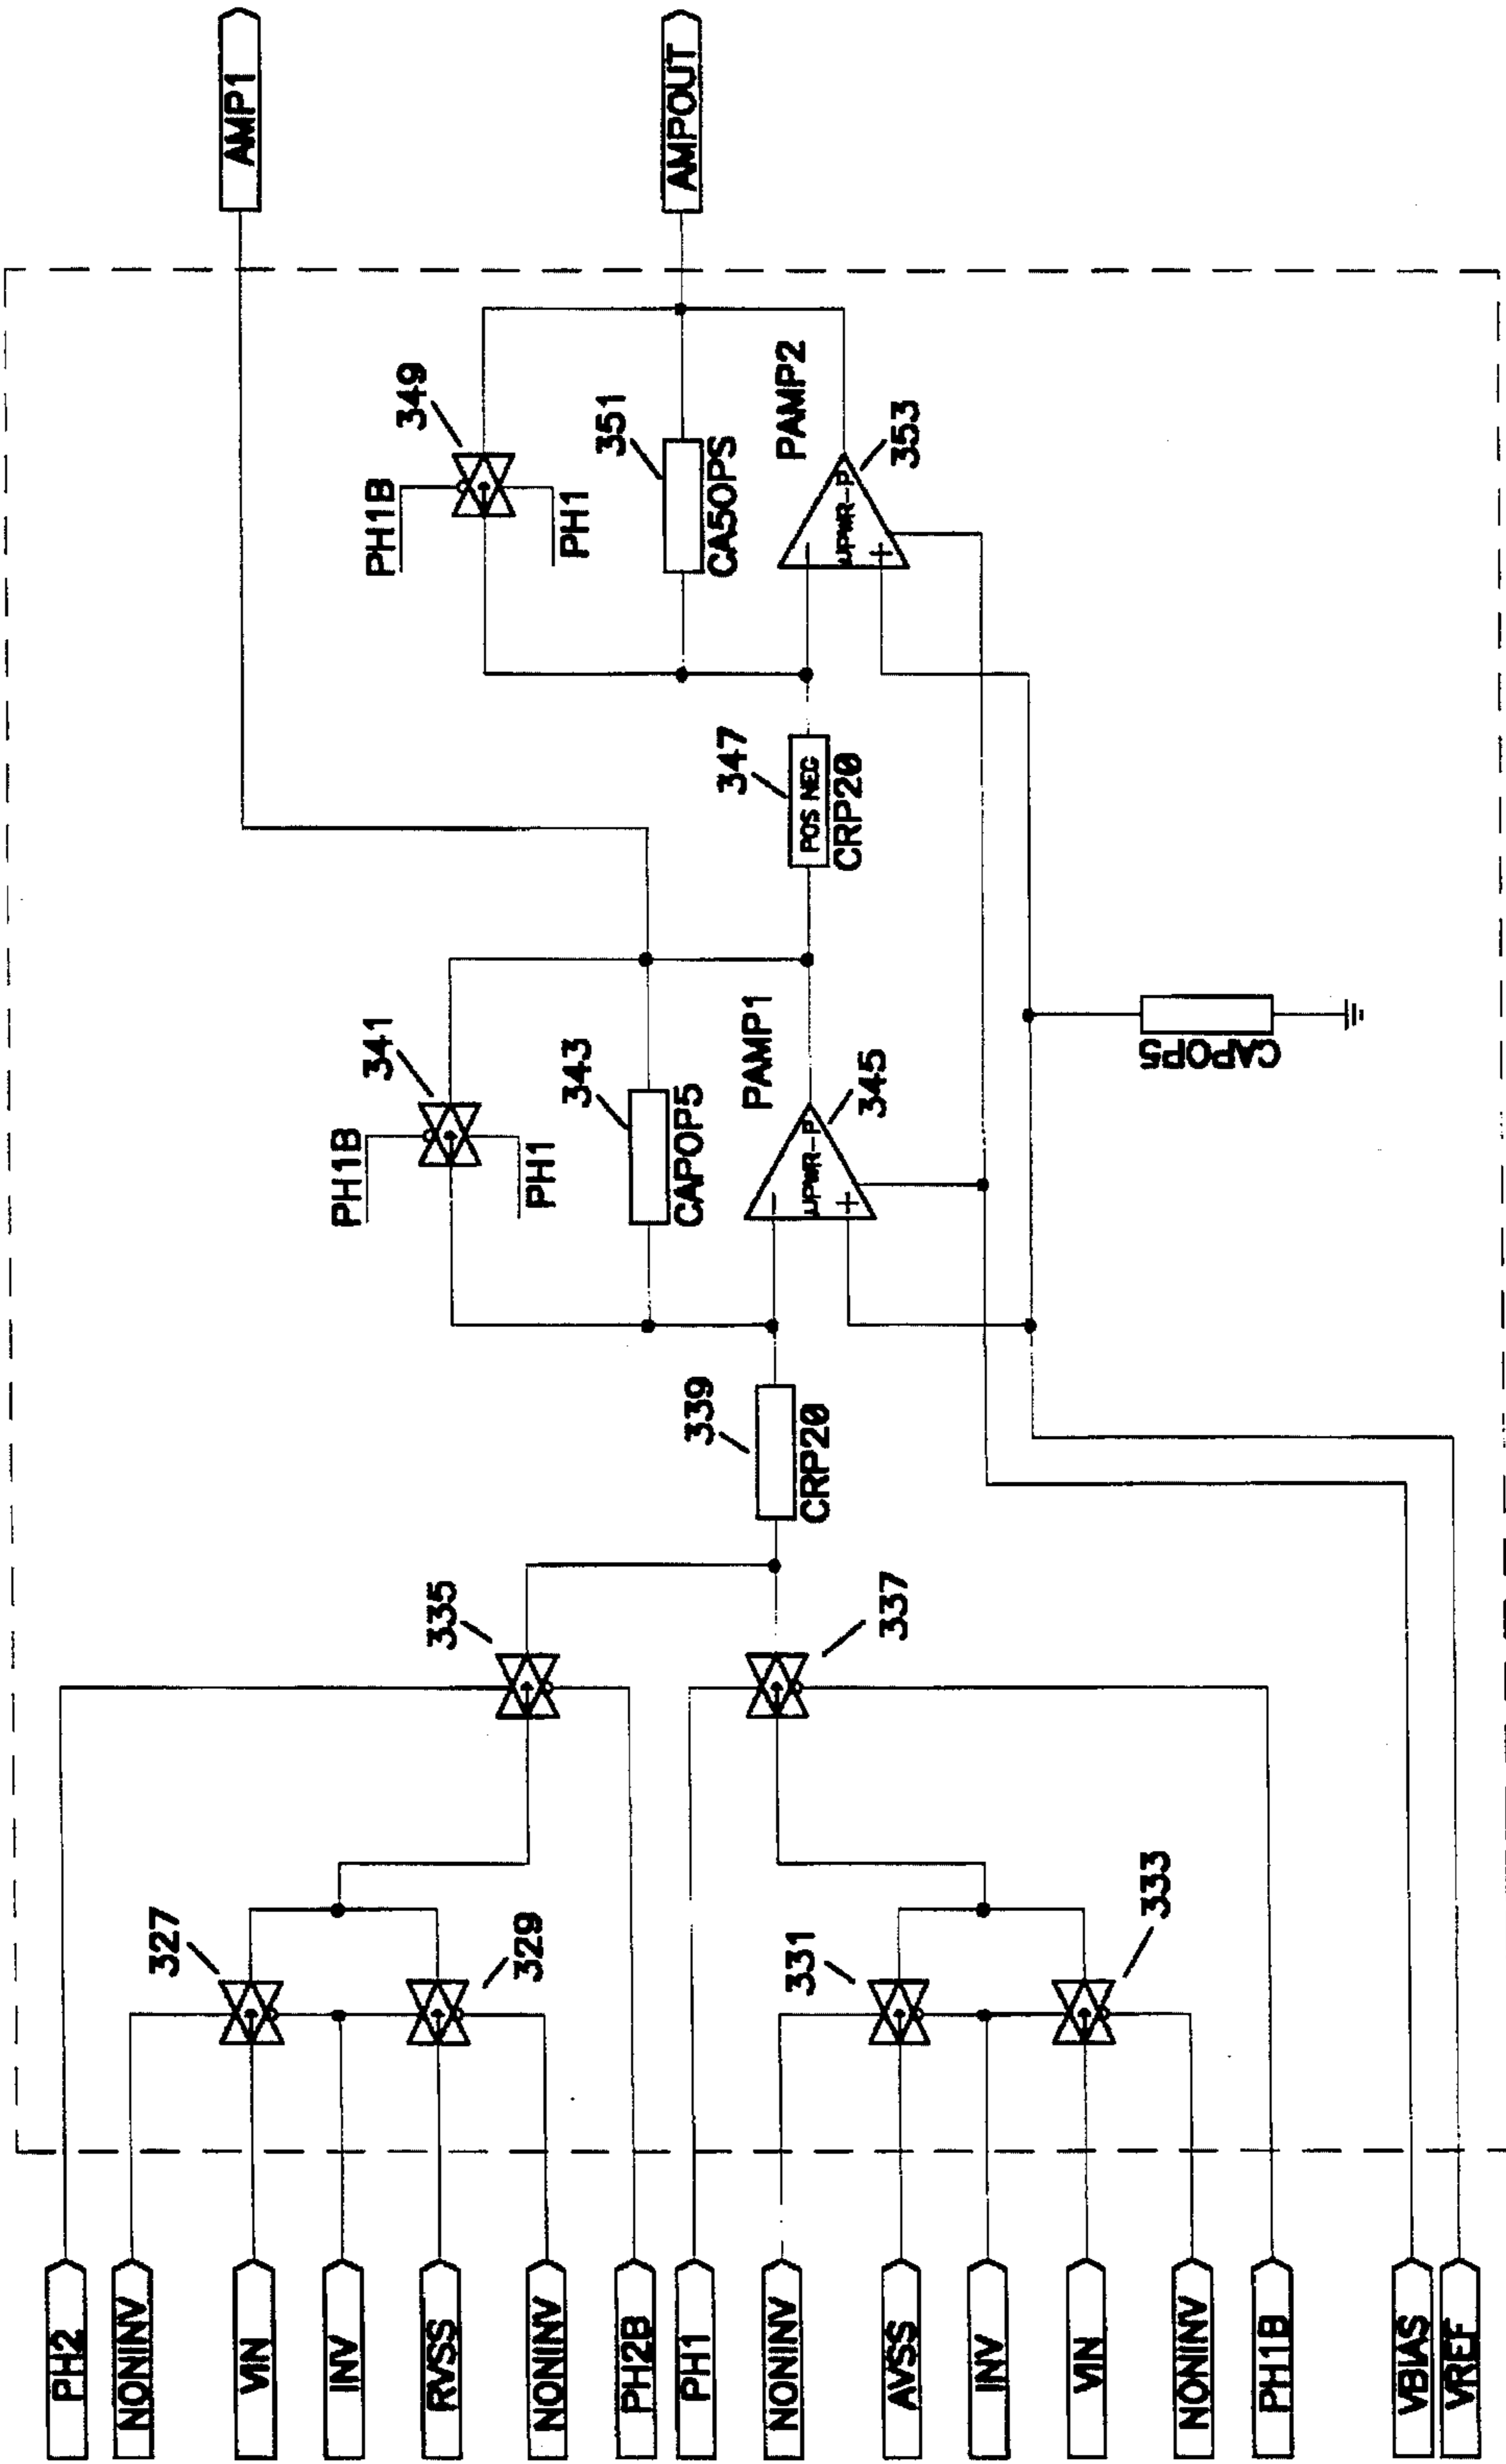 PH2
NONINV
VIN
INV
RVSS
NONINV
PH2B
PH1
NONINV
AVSS
INV
VIN
NONINV
PH1B
VBIAS
VREF
327
329
331
333
335
337
339
CRP20
PH1B
341
PH1
343
CAPOP5
PAMP1
-
+
μPWR-P
345
347
POS NEG
CRP20
CAPOP5
PH1B
349
PH1
351
CA50PS
PAMP2
-
+
μPWR-P
353
AMP1
AMPOUT